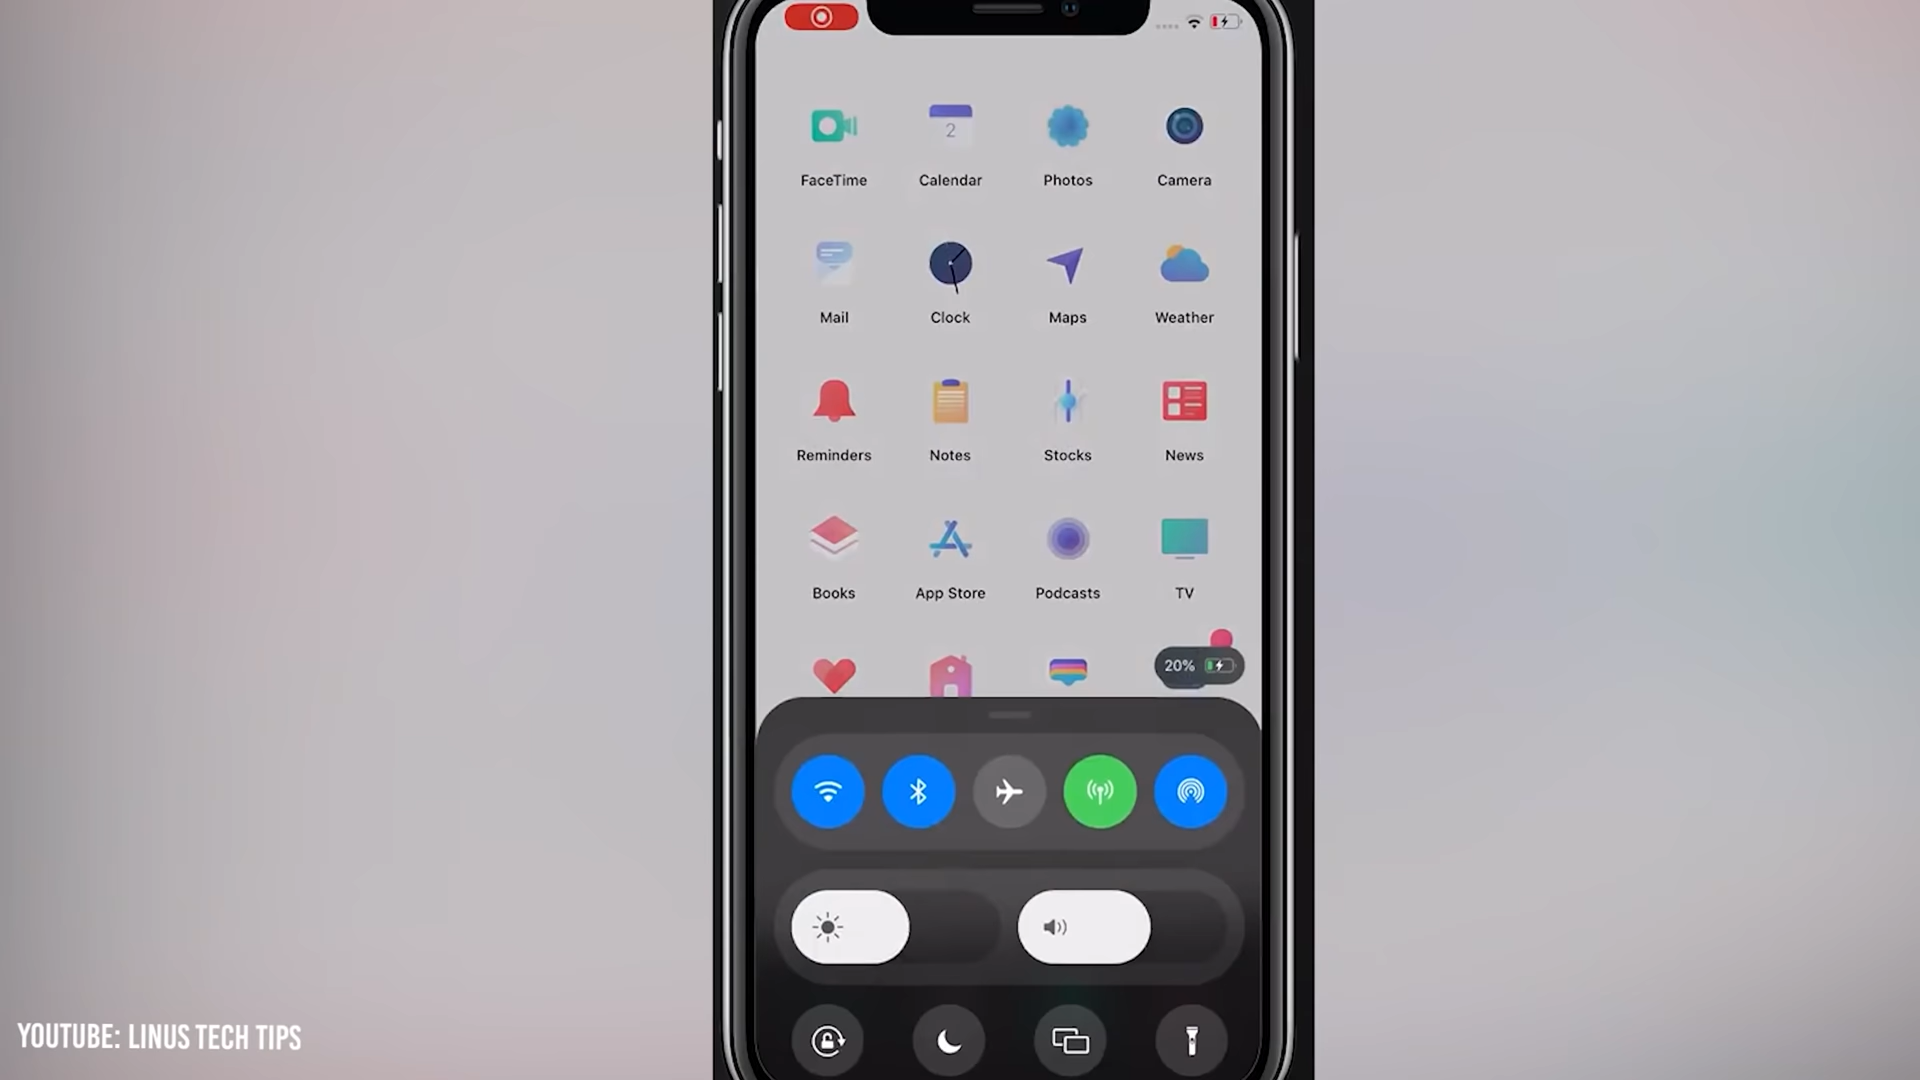 FaceTime
2
Calendar
Photos
Camera
Mail
Clock
Maps
Weather
Reminders
Notes
Stocks
News
Books
App Store
Podcasts
TV
20%
YOUTUBE: LINUS TECH TIPS